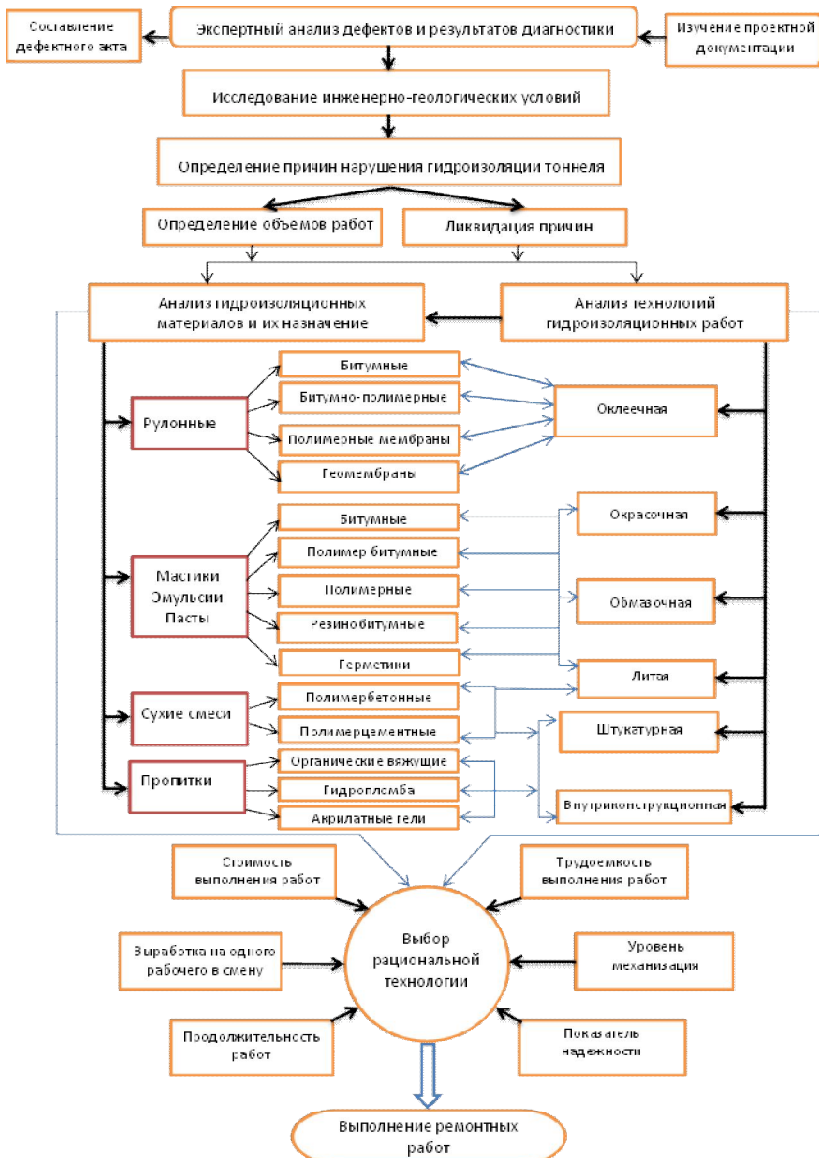 Составление
дефектного акта
Экспертный анализ дефектов и результатов диагностики
Изучение проектной
документации
Исследование инженерно-геологических условий
Определение причин нарушения гидроизоляции тоннеля
Определение объемов работ
Ликвидация причин
Анализ гидроизоляционных
материалов и их назначение
Анализ технологий
гидроизоляционных работ
Рулонные
Битумные
Битумно-полимерные
Полимерные мембраны
Геомембраны
Оклеечная
Мастики
Эмульсии
Пасты
Битумные
Полимер битумные
Полимерные
Резинобитумные
Герметики
Окрасочная
Обмазочная
Литая
Сухие смеси
Полимербетонные
Полимерцементные
Штукатурная
Пропитки
Органические вяжущие
Гидропломба
Акрилатные гели
Внутриконструкционная
Стоимость
выполнения работ
Трудоемкость
выполнения работ
Выработка на одного
рабочего в смену
Выбор
рациональной
технологии
Уровень
механизация
Продолжительность
работ
Показатель
надежности
Выполнение ремонтных
работ